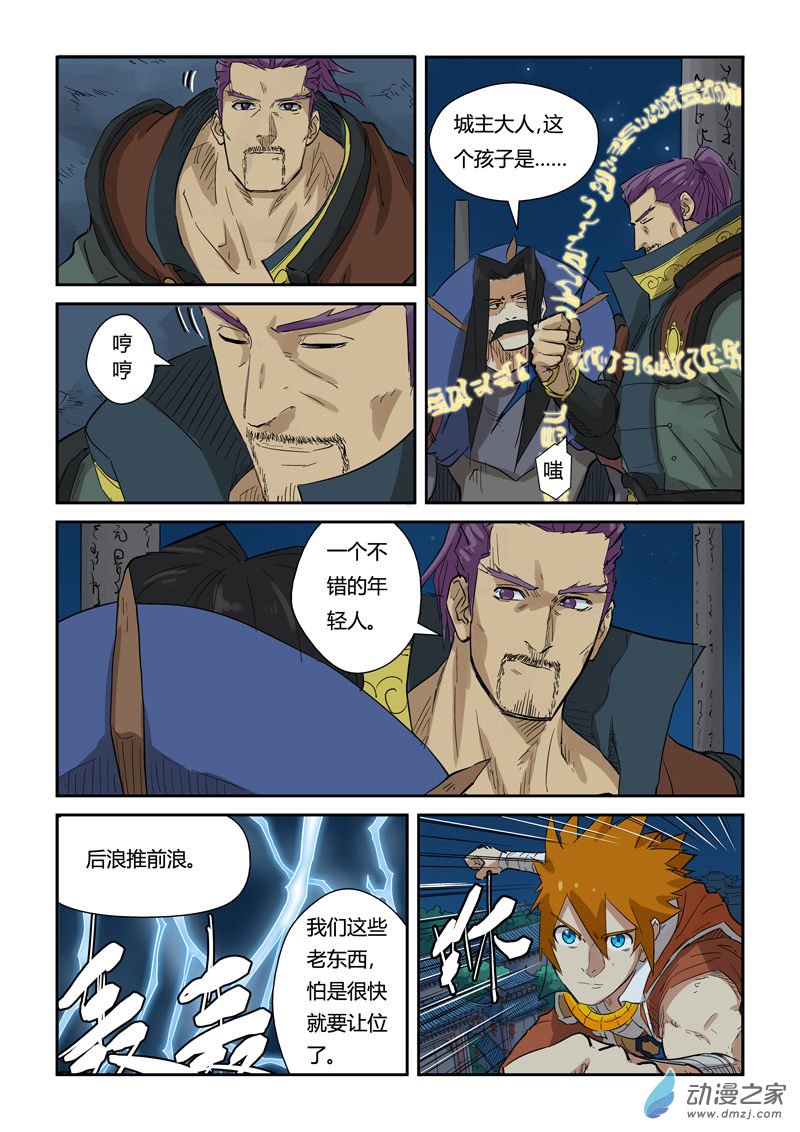 城主大人,这
个孩子是……
嗤
哼
哼
一个不
错的年
轻人。
后浪推前浪。
我们这些
老东西,
怕是很快
就要让位
了。
轰轰
动漫之家
www.dmzj.com